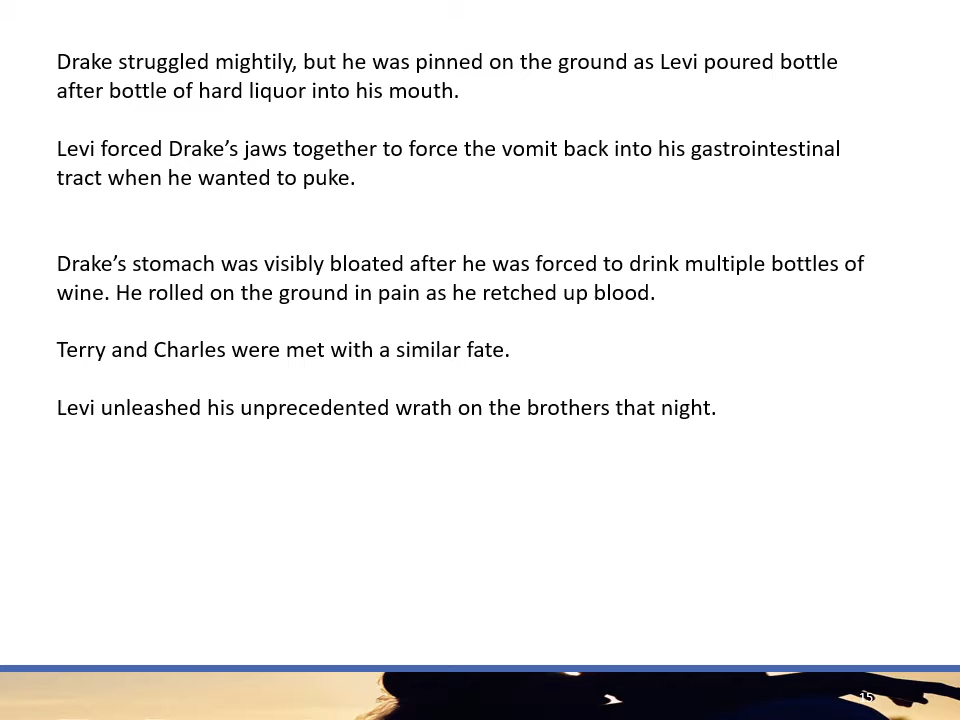 Drake struggled mightily, but he was pinned on the ground as Levi poured bottle
after bottle of hard liquor into his mouth.
Levi forced Drake’s jaws together to force the vomit back into his gastrointestinal
tract when he wanted to puke.
Drake’s stomach was visibly bloated after he was forced to drink multiple bottles of
wine. He rolled on the ground in pain as he retched up blood.
Terry and Charles were met with a similar fate.
Levi unleashed his unprecedented wrath on the brothers that night.
15